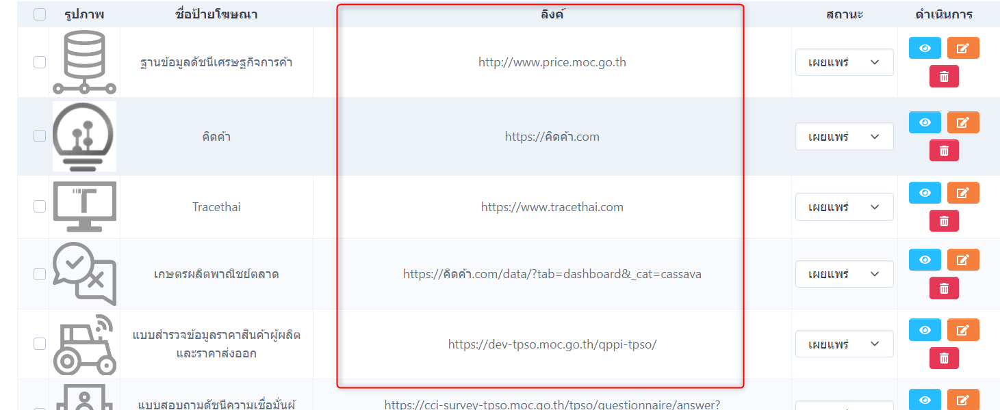 รูปภาพ ชื่อป้ายโฆษณา ลิงค์ สถานะ ดำเนินการ
ฐานข้อมูลดัชนีเศรษฐกิจการค้า http://www.price.moc.go.th เผยแพร่
คิดค้า https://คิดค้า.com เผยแพร่
Tracethai https://www.tracethai.com เผยแพร่
เกษตรผลิตพาณิชย์ตลาด https://คิดค้า.com/data/?tab=dashboard&_cat=cassava เผยแพร่
แบบสำรวจข้อมูลราคาสินค้าผู้ผลิต
และราคาส่งออก https://dev-tpso.moc.go.th/qppi-tpso/ เผยแพร่
แบบสอบถามดัชนีความเชื่อมั่นผู้ https://cci-survey-tpso.moc.go.th/tpso/questionnaire/answer?